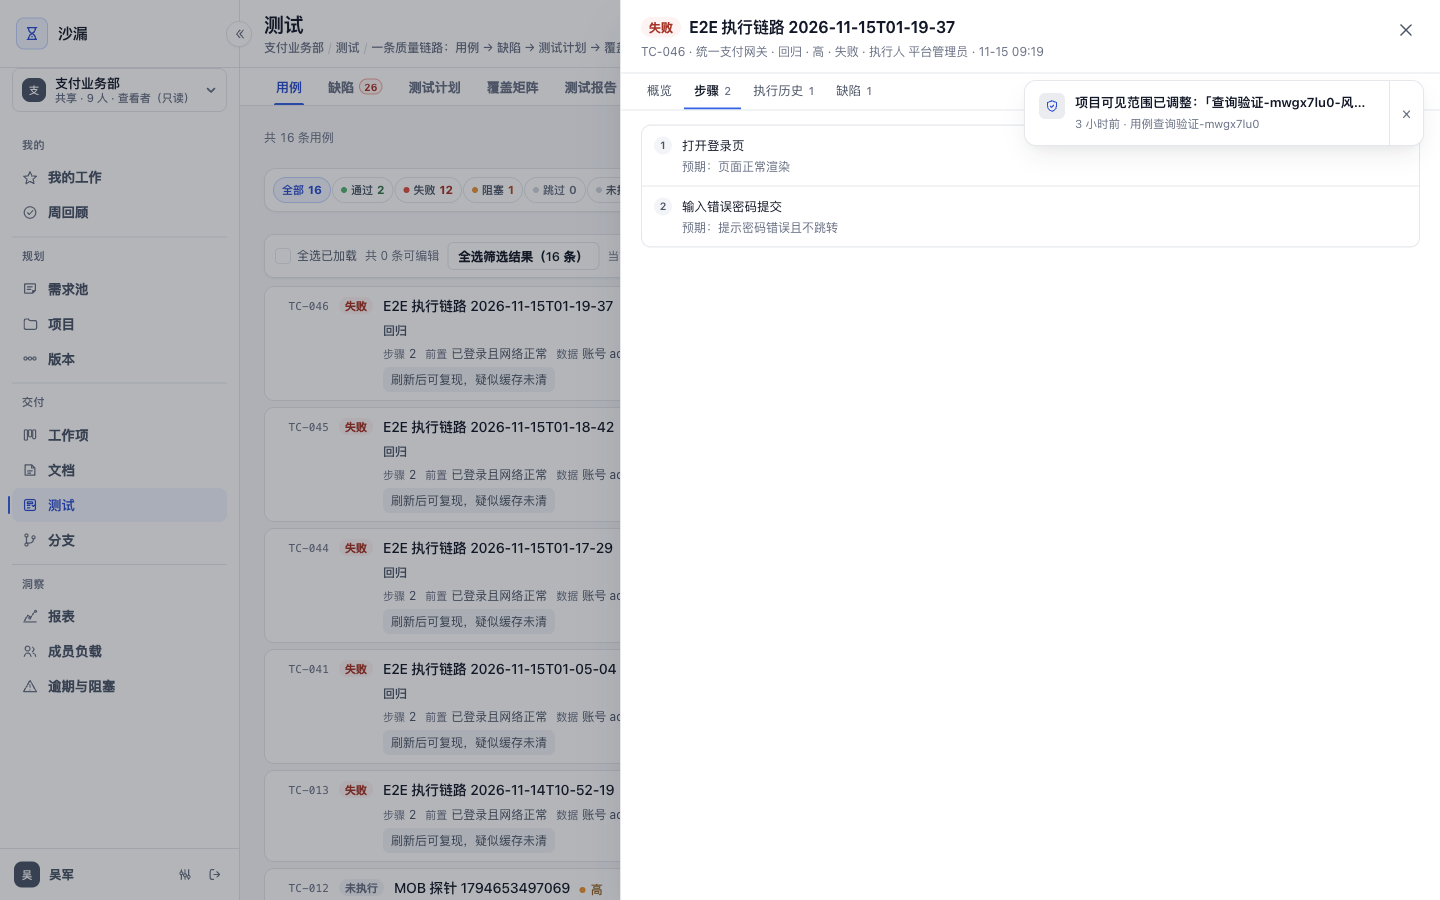 沙漏
支
支付业务部
共享 · 9 人 · 查看者（只读）
我的
我的工作
周回顾
规划
需求池
项目
版本
交付
工作项
文档
测试
分支
洞察
报表
成员负载
逾期与阻塞
吴
吴军
测试
支付业务部 / 测试 / 一条质量链路：用例 → 缺陷 → 测试计划 → 覆
用例
缺陷 26
测试计划
覆盖矩阵
测试报告
共 16 条用例
全部 16
通过 2
失败 12
阻塞 1
跳过 0
全选已加载 共 0 条可编辑 全选筛选结果（16 条） 当
TC-046 失败 E2E 执行链路 2026-11-15T01-19-37
回归
步骤 2 前置 已登录且网络正常 数据 账号
刷新后可复现，疑似缓存未清
TC-045 失败 E2E 执行链路 2026-11-15T01-18-42
回归
步骤 2 前置 已登录且网络正常 数据 账号
刷新后可复现，疑似缓存未清
TC-044 失败 E2E 执行链路 2026-11-15T01-17-29
回归
步骤 2 前置 已登录且网络正常 数据 账号
刷新后可复现，疑似缓存未清
TC-041 失败 E2E 执行链路 2026-11-15T01-05-04
回归
步骤 2 前置 已登录且网络正常 数据 账号
刷新后可复现，疑似缓存未清
TC-013 失败 E2E 执行链路 2026-11-14T10-52-19
步骤 2 前置 已登录且网络正常 数据 账号
刷新后可复现，疑似缓存未清
TC-012 未执行 MOB 探针 1794653497069 高
失败 E2E 执行链路 2026-11-15T01-19-37
TC-046 · 统一支付网关 · 回归 · 高 · 失败 · 执行人 平台管理员 · 11-15 09:19
概览
步骤 2
执行历史 1
缺陷 1
1 打开登录页
预期：页面正常渲染
2 输入错误密码提交
预期：提示密码错误且不跳转
项目可见范围已调整：「查询验证-mwgx7lu0-风...
3 小时前 · 用例查询验证-mwgx7lu0